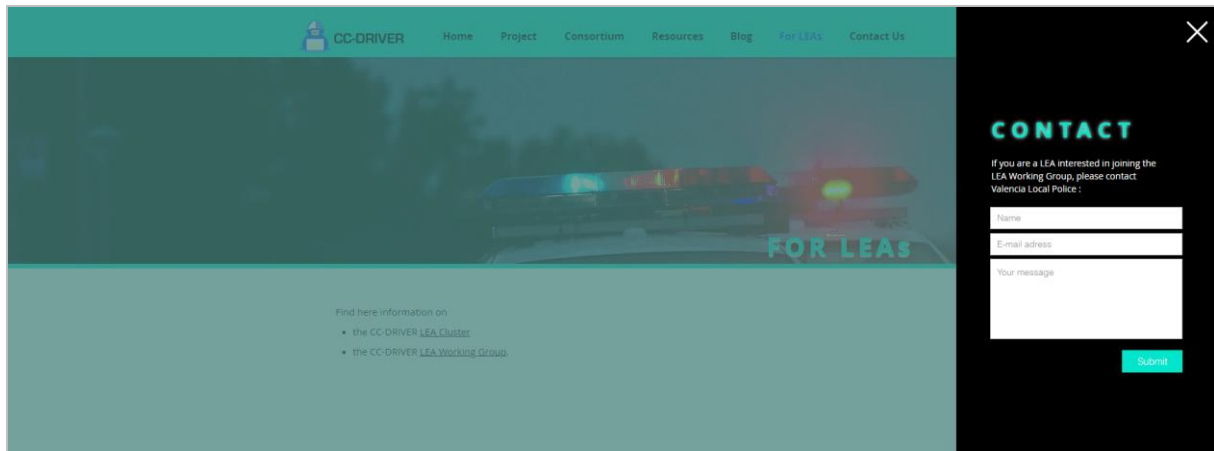 CC-DRIVER
Home Project Consortium Resources Blog For LEAs Contact Us
FOR LEAs
Find here information on
• the CC-DRIVER LEA Cluster
• the CC-DRIVER LEA Working Group.
CONTACT
If you are a LEA interested in joining the
LEA Working Group, please contact
Valencia Local Police :
Name
E-mail adress
Your message
Submit